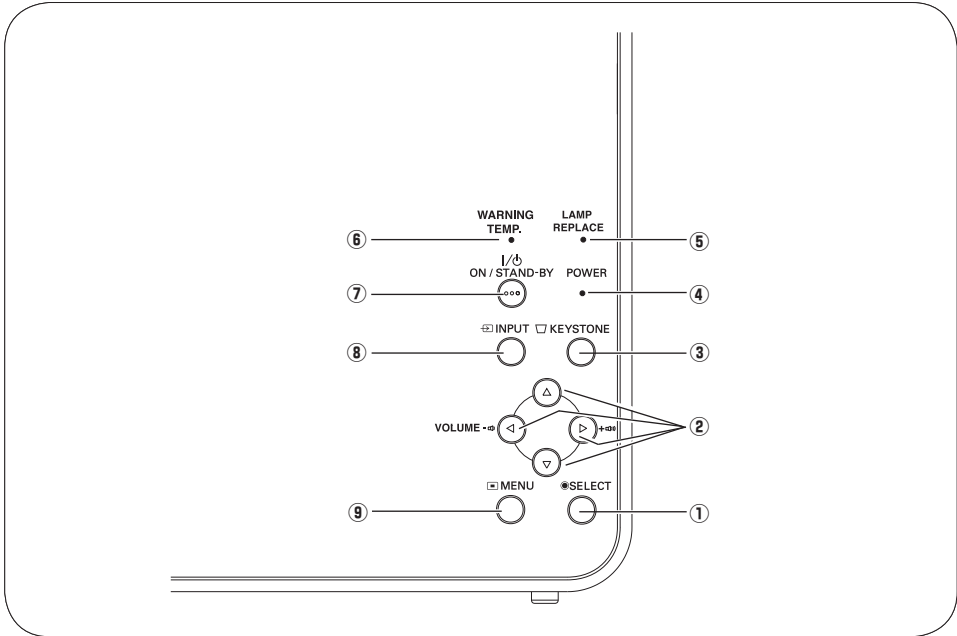 WARNING
TEMP.
LAMP
REPLACE
⑥
⑤
I/⏻
ON / STAND-BY
POWER
⑦
④
INPUT
KEYSTONE
⑧
③
VOLUME -
+
②
MENU
SELECT
⑨
①